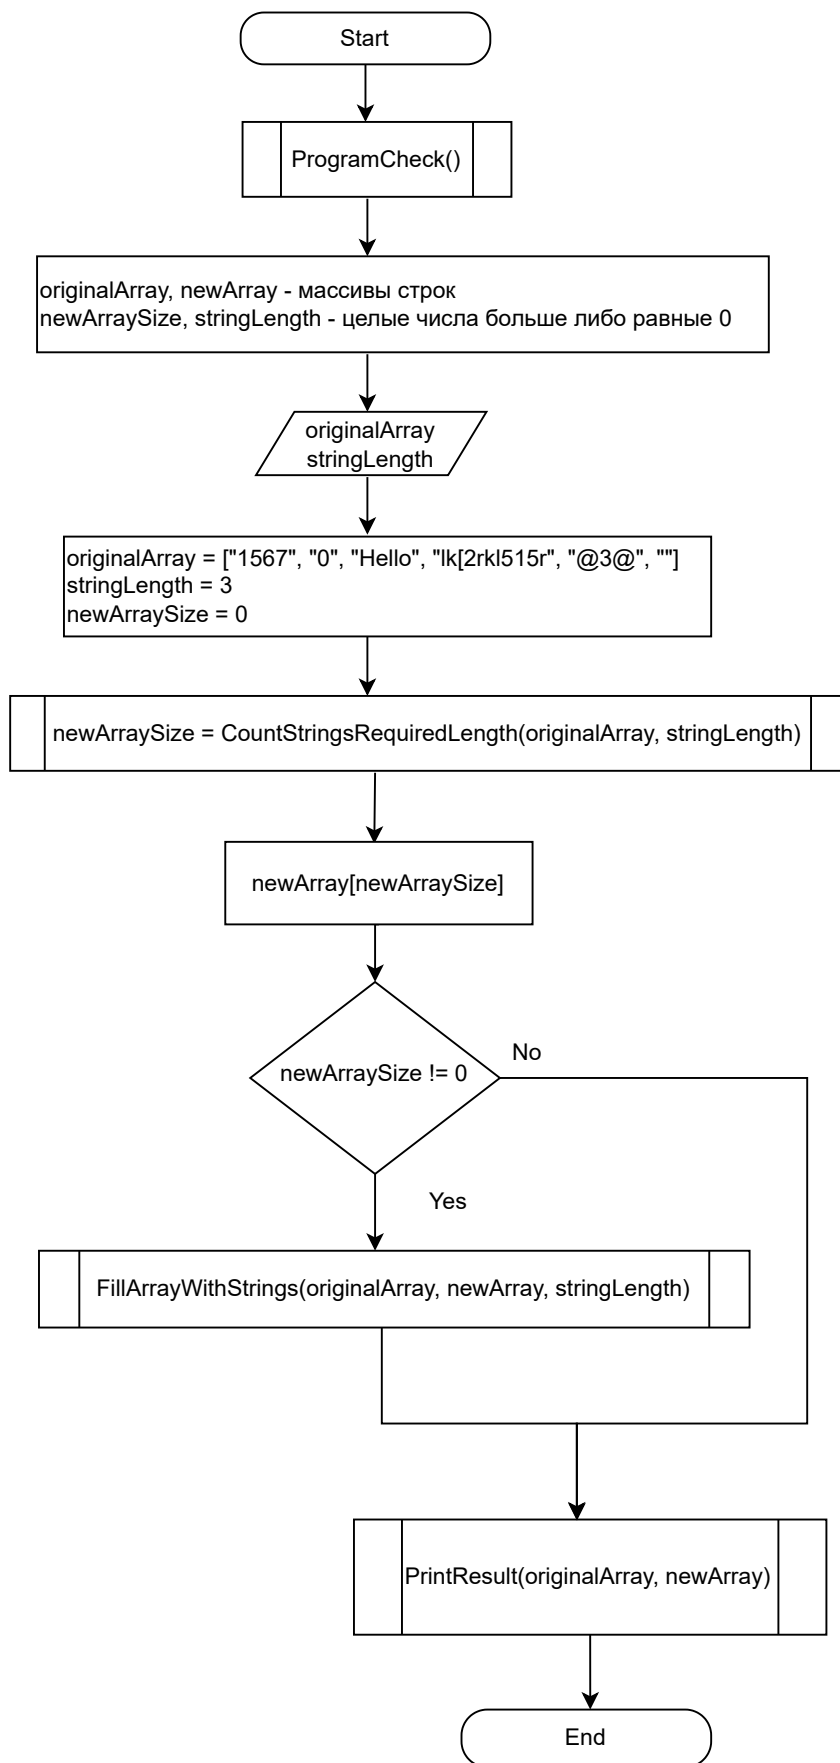 Start
ProgramCheck()
originalArray, newArray - массивы строк
newArraySize, stringLength - целые числа больше либо равные 0
originalArray
stringLength
originalArray = ["1567", "0", "Hello", "lk[2rkl515r", "@3@", ""]
stringLength = 3
newArraySize = 0
newArraySize = CountStringsRequiredLength(originalArray, stringLength)
newArray[newArraySize]
No
newArraySize != 0
Yes
FillArrayWithStrings(originalArray, newArray, stringLength)
PrintResult(originalArray, newArray)
End